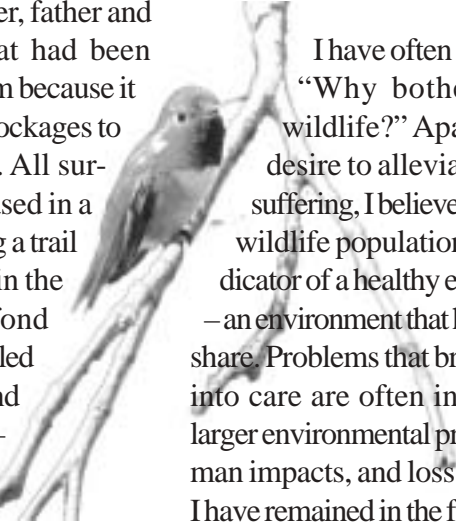 er, father and
at had been
m because it
ockages to
. All sur-
used in a
g a trail
in the
fond
led
nd
–
I have often
“Why bothe
wildlife?” Apa
desire to allevia
suffering, I believe
wildlife population
dicator of a healthy e
– an environment that h
share. Problems that br
into care are often in
larger environmental pr
man impacts, and loss
I have remained in the f